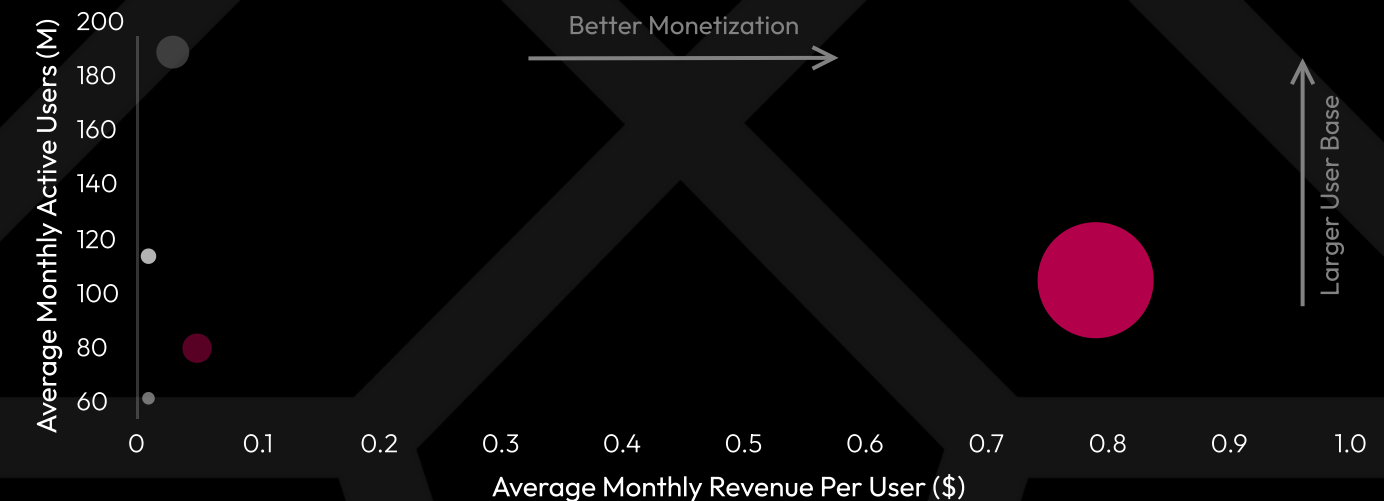 Average Monthly Active Users (M)
200
180
160
140
120
100
80
60
Better Monetization
Larger User Base
0 0.1 0.2 0.3 0.4 0.5 0.6 0.7 0.8 0.9 1.0
Average Monthly Revenue Per User ($)